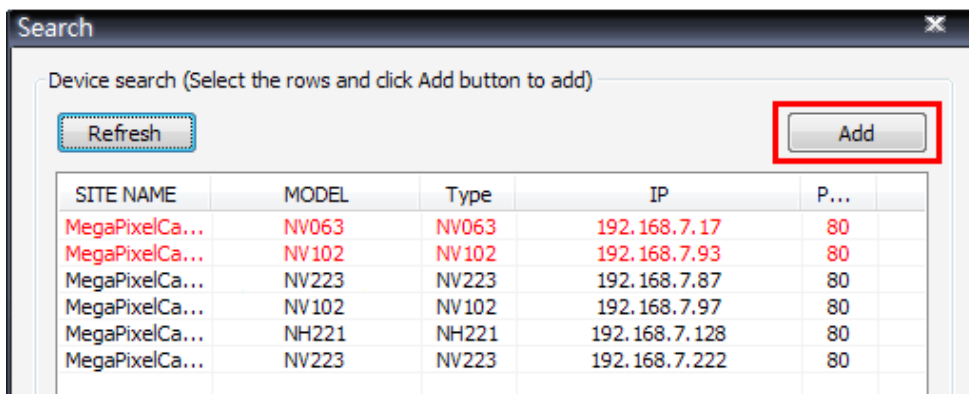 Search
Device search (Select the rows and click Add button to add)
Refresh Add
SITE NAME MODEL Type IP P...
MegaPixelCa... NV063 NV063 192.168.7.17 80
MegaPixelCa... NV102 NV102 192.168.7.93 80
MegaPixelCa... NV223 NV223 192.168.7.87 80
MegaPixelCa... NV102 NV102 192.168.7.97 80
MegaPixelCa... NH221 NH221 192.168.7.128 80
MegaPixelCa... NV223 NV223 192.168.7.222 80